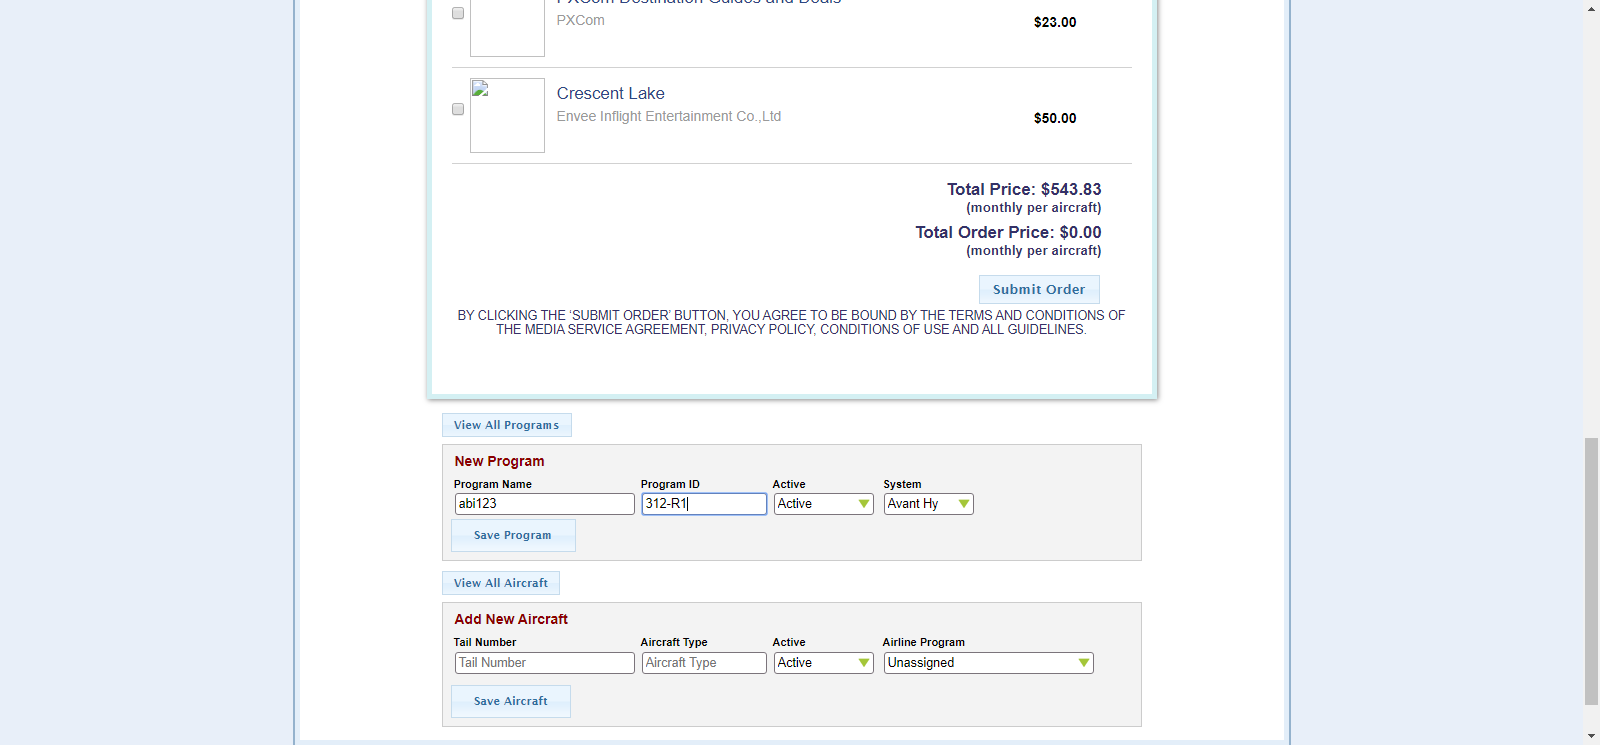 PXCom Destination Guides and Deals
PXCom
$23.00
Crescent Lake
Envee Inflight Entertainment Co.,Ltd
$50.00
Total Price: $543.83
(monthly per aircraft)
Total Order Price: $0.00
(monthly per aircraft)
Submit Order
BY CLICKING THE ‘SUBMIT ORDER’ BUTTON, YOU AGREE TO BE BOUND BY THE TERMS AND CONDITIONS OF
THE MEDIA SERVICE AGREEMENT, PRIVACY POLICY, CONDITIONS OF USE AND ALL GUIDELINES.
View All Programs
New Program
Program Name Program ID Active System
abi123 312-R1 Active Avant Hy
Save Program
View All Aircraft
Add New Aircraft
Tail Number Aircraft Type Active Airline Program
Tail Number Aircraft Type Active Unassigned
Save Aircraft